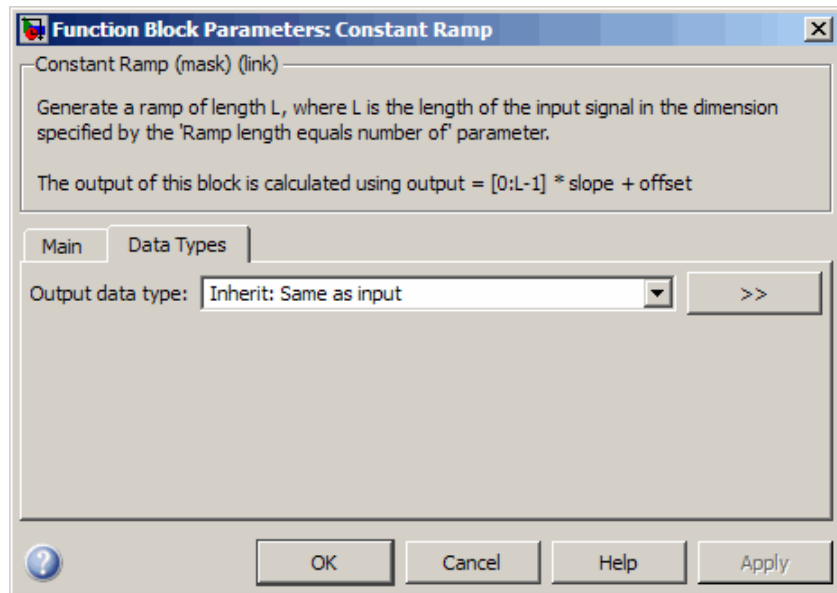 Function Block Parameters: Constant Ramp
Constant Ramp (mask) (link)
Generate a ramp of length L, where L is the length of the input signal in the dimension
specified by the 'Ramp length equals number of' parameter.
The output of this block is calculated using output = [0:L-1] * slope + offset
Main Data Types
Output data type: Inherit: Same as input >>
OK Cancel Help Apply